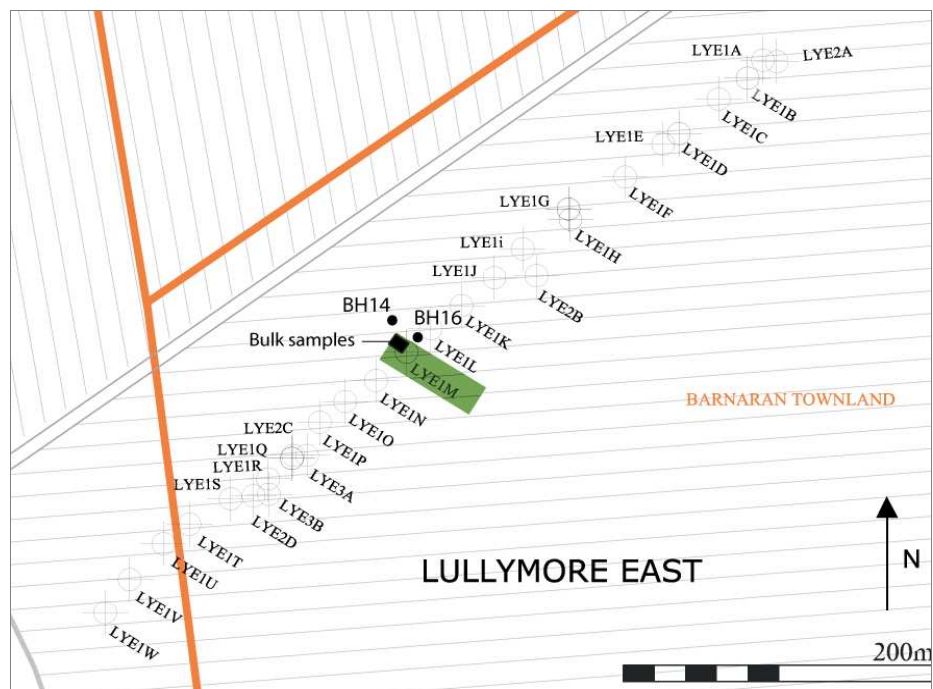 LYE1A
LYE2A
LYE1B
LYE1C
LYE1E
LYE1D
LYE1F
LYE1G
LYE1H
LYE1i
LYE1J
LYE2B
BH14
BH16
LYE1K
Bulk samples
LYE1L
LYE1M
LYE1N
BARNARAN TOWNLAND
LYE1O
LYE2C
LYE1P
LYE1Q
LYE1R
LYE3A
LYE1S
LYE3B
LYE2D
LYE1T
LYE1U
LULLYMORE EAST
N
LYE1V
LYE1W
200m